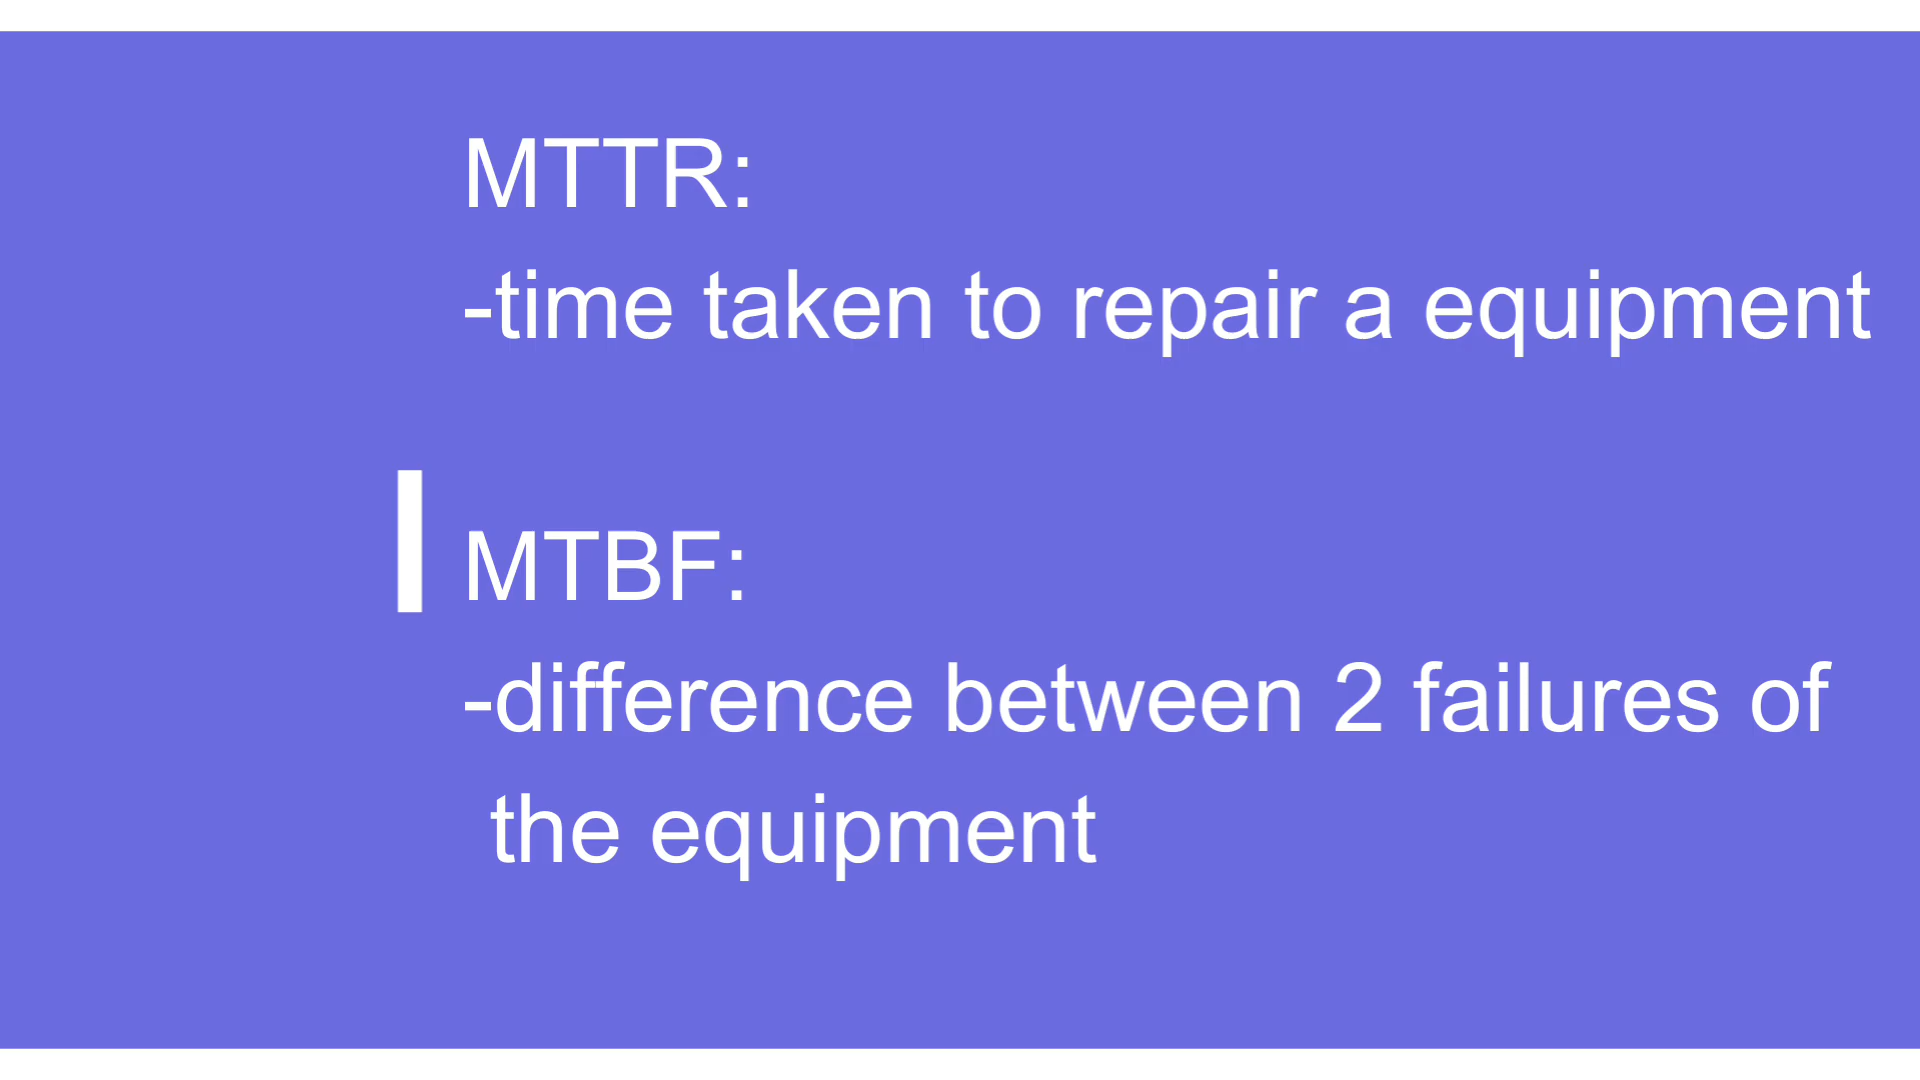 MTTR:
-time taken to repair a equipment
MTBF:
-difference between 2 failures of
the equipment